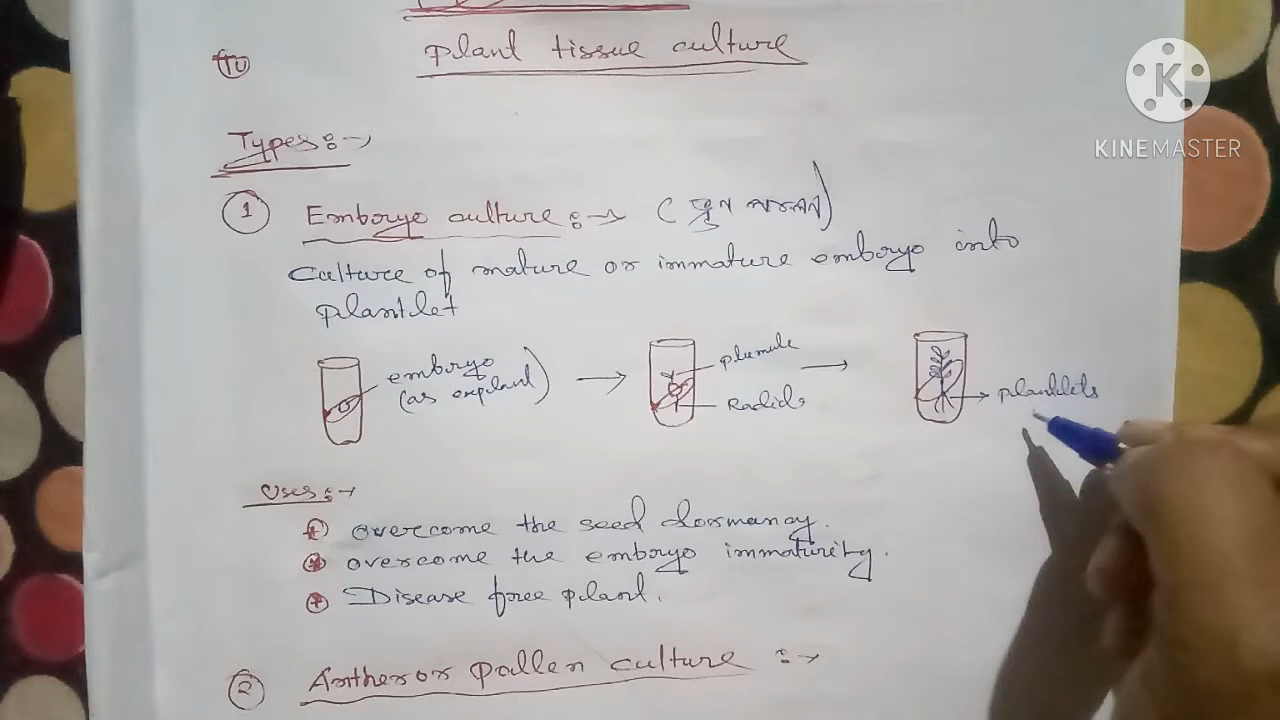 Plant tissue culture
Types :→
1 Embryo culture :→ (ভ্রূণ পালন)
Culture of mature or immature embryo into
plantlet
embryo
(as explant)
plumule
Radicle
plantlets
Uses :→
overcome the seed dormancy.
overcome the embryo immaturity.
Disease free plant.
2 Anther or pollen culture :→
K
KINEMASTER